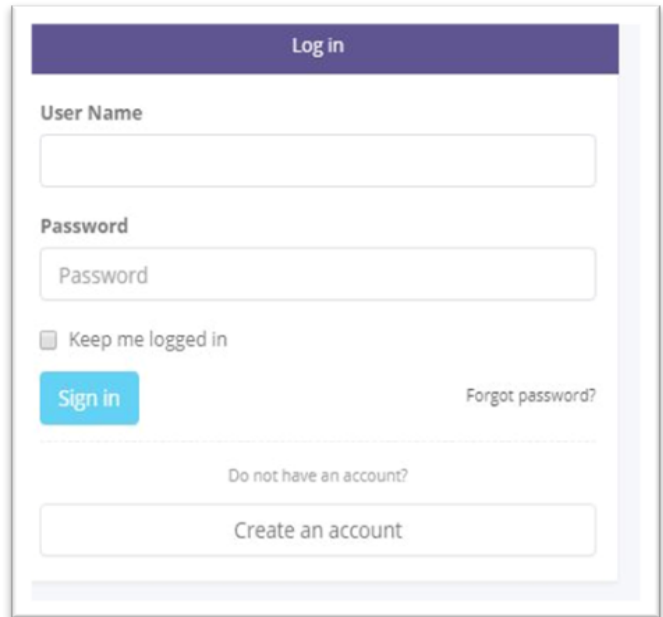 Log in
User Name
Password
Password
Keep me logged in
Sign in
Forgot password?
Do not have an account?
Create an account